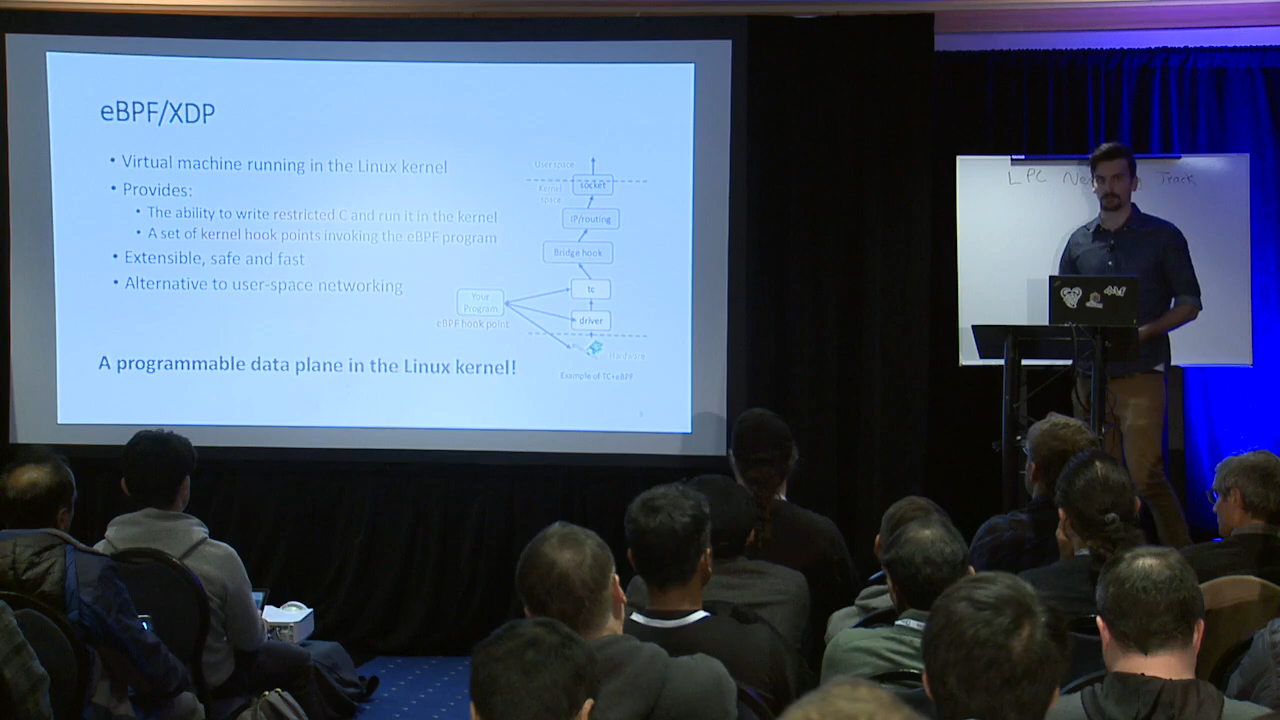 eBPF/XDP
• Virtual machine running in the Linux kernel
• Provides:
• The ability to write restricted C and run it in the kernel
• A set of kernel hook points invoking the eBPF program
• Extensible, safe and fast
• Alternative to user-space networking
A programmable data plane in the Linux kernel!
User space
Kernel
space
socket
IP/routing
Bridge hook
tc
driver
Your
Program
eBPF hook point
Hardware
Example of TC+eBPF
3
LPC Track